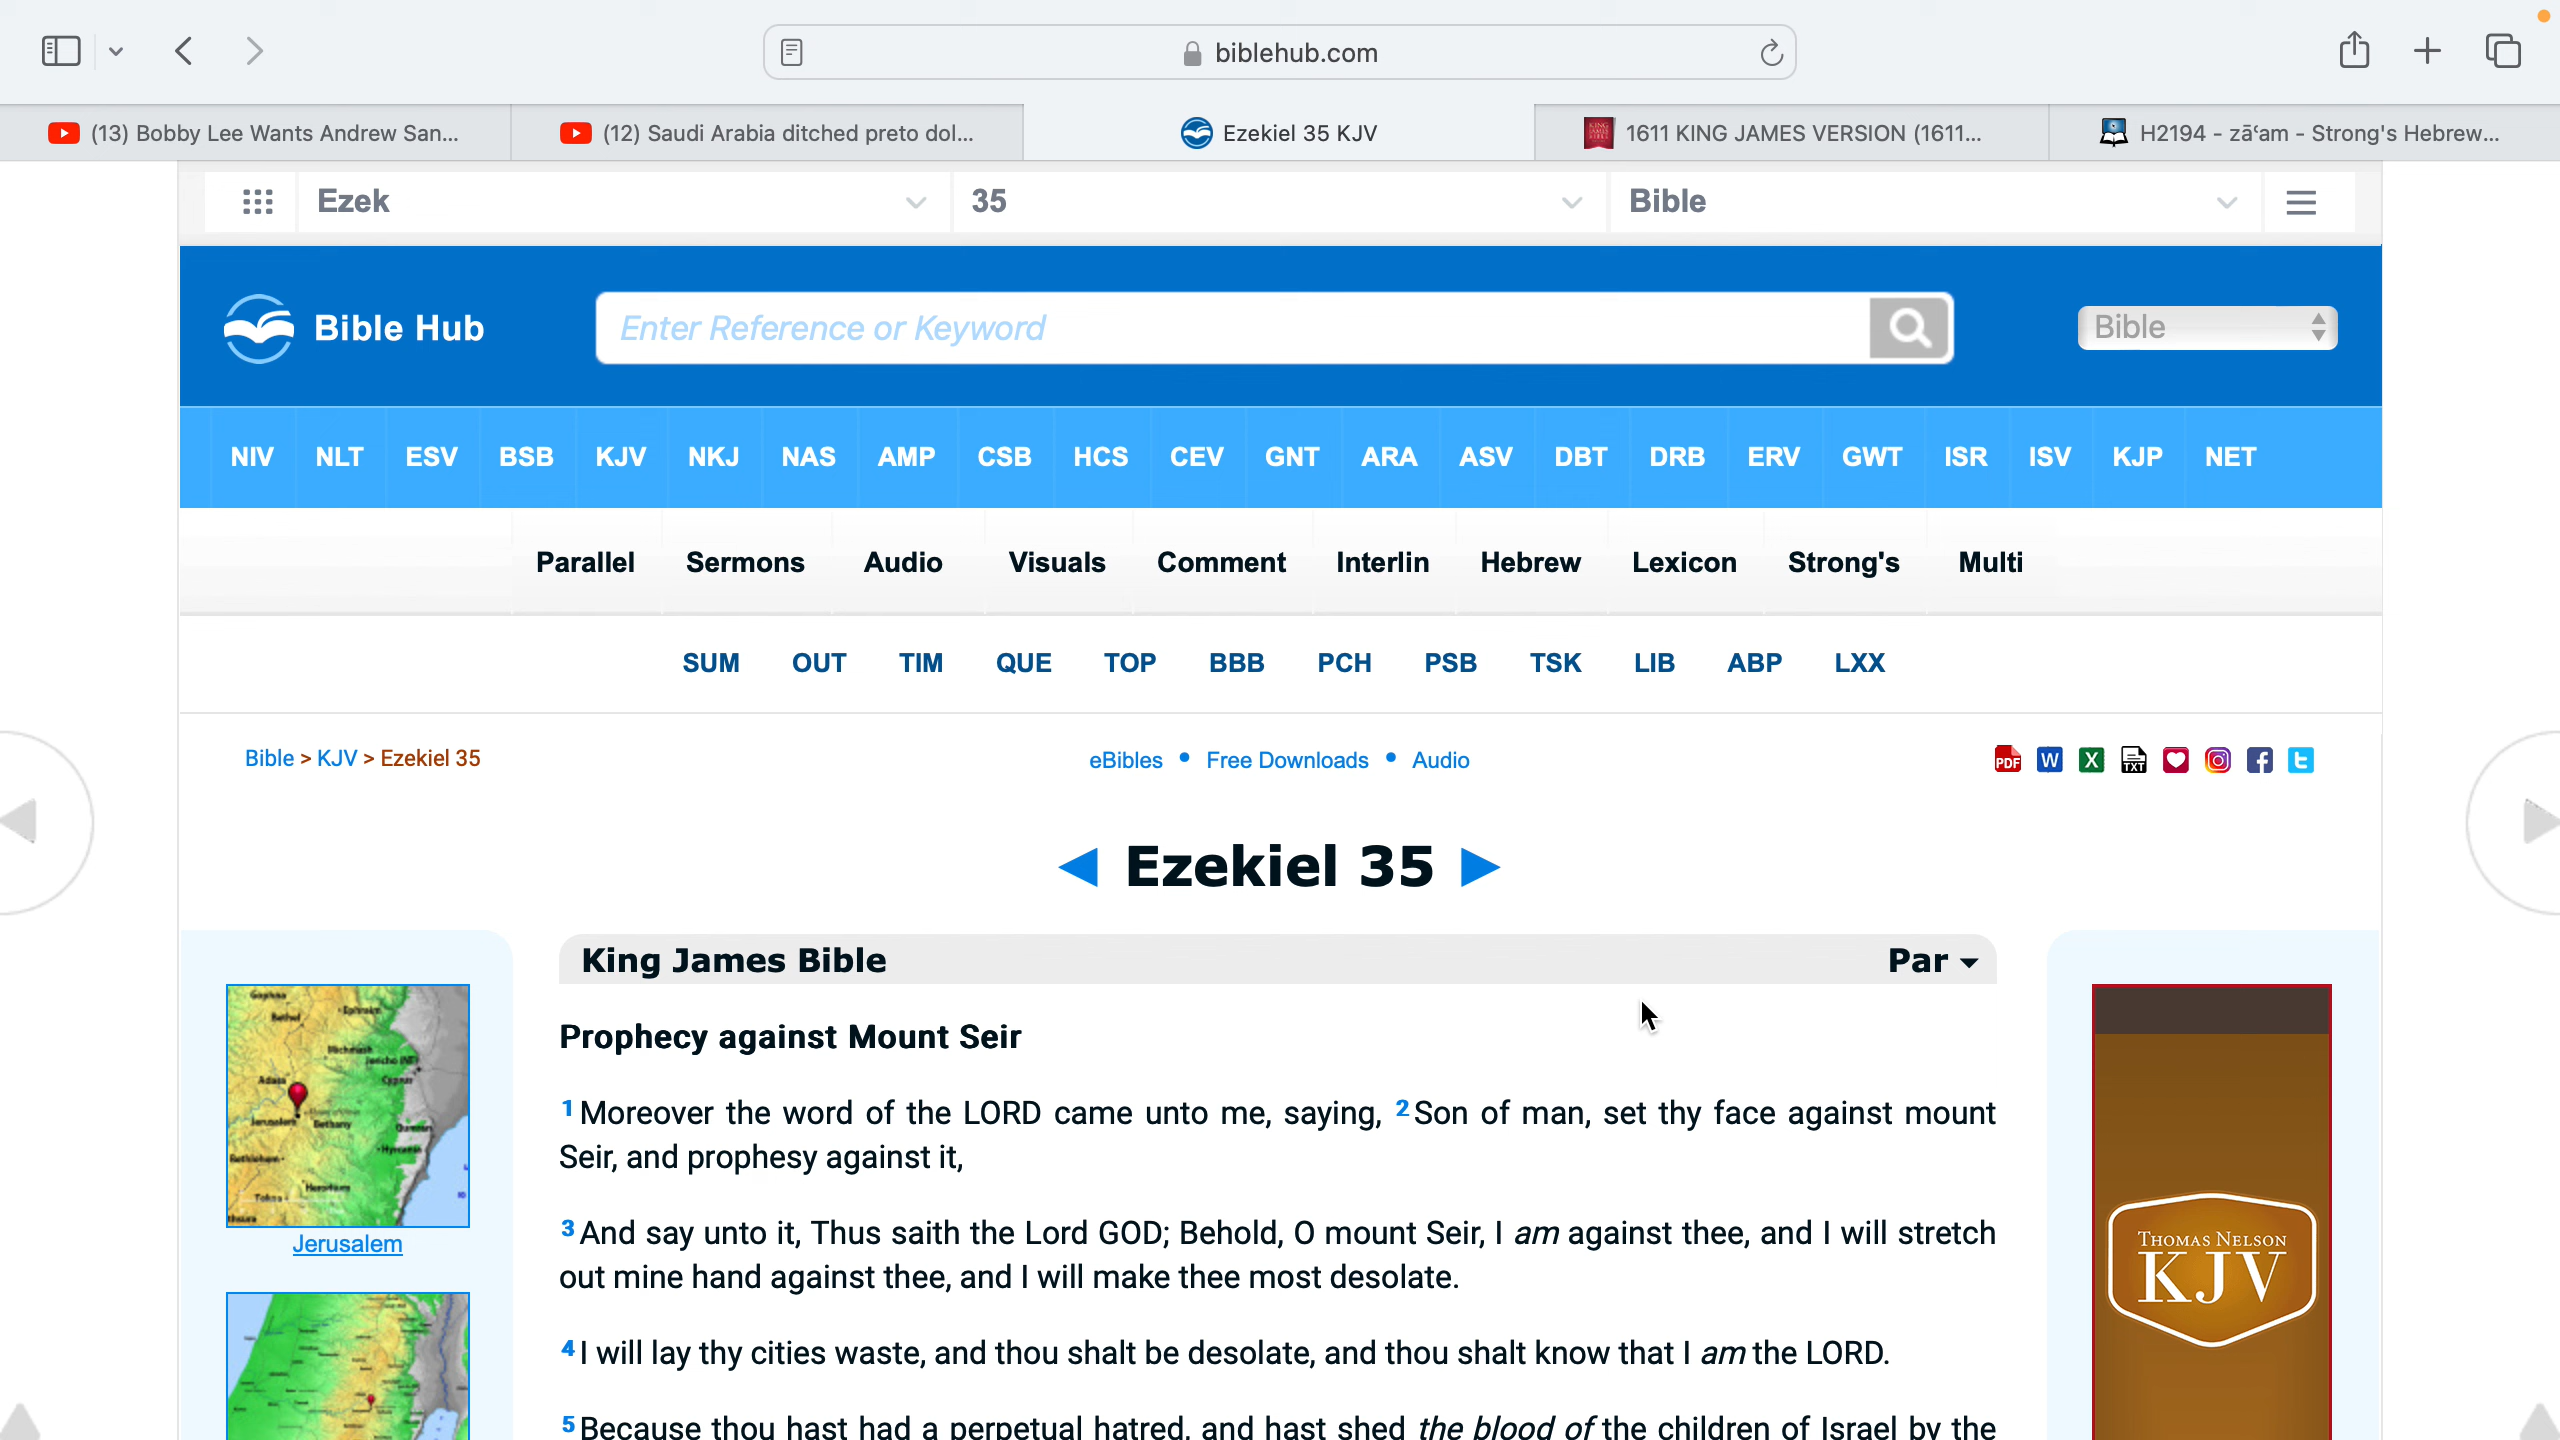 biblehub.com
(13) Bobby Lee Wants Andrew San...
(12) Saudi Arabia ditched preto dol...
Ezekiel 35 KJV
1611 KING JAMES VERSION (1611...
H2194 - zāʿam - Strong's Hebrew...
Ezek 35 Bible
Bible Hub Enter Reference or Keyword Bible
NIV NLT ESV BSB KJV NKJ NAS AMP CSB HCS CEV GNT ARA ASV DBT DRB ERV GWT ISR ISV KJP NET
Parallel Sermons Audio Visuals Comment Interlin Hebrew Lexicon Strong's Multi
SUM OUT TIM QUE TOP BBB PCH PSB TSK LIB ABP LXX
Bible > KJV > Ezekiel 35
eBibles • Free Downloads • Audio
PDF W X TXT
◀ Ezekiel 35 ▶
King James Bible Par
Jerusalem
Prophecy against Mount Seir
1 Moreover the word of the LORD came unto me, saying, 2 Son of man, set thy face against mount
Seir, and prophesy against it,
3 And say unto it, Thus saith the Lord GOD; Behold, O mount Seir, I am against thee, and I will stretch
out mine hand against thee, and I will make thee most desolate.
4 I will lay thy cities waste, and thou shalt be desolate, and thou shalt know that I am the LORD.
5 Because thou hast had a perpetual hatred, and hast shed the blood of the children of Israel by the
THOMAS NELSON
KJV